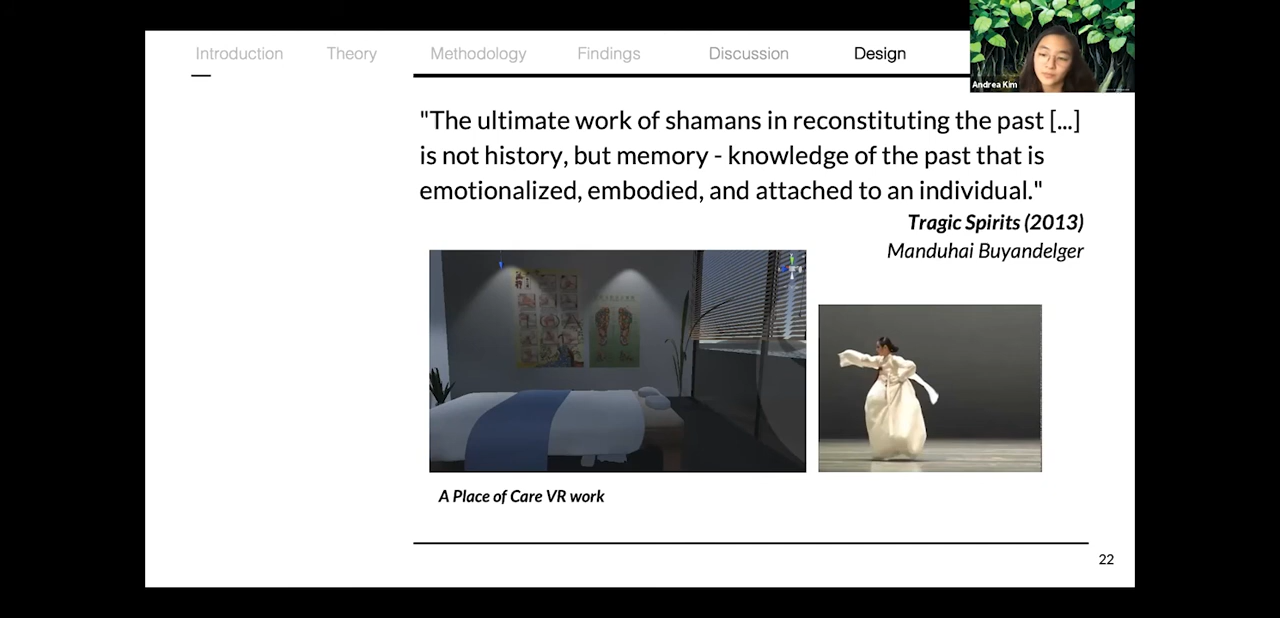 Introduction
Theory
Methodology
Findings
Discussion
Design
Andrea Kim
"The ultimate work of shamans in reconstituting the past [...]
is not history, but memory - knowledge of the past that is
emotionalized, embodied, and attached to an individual."
Tragic Spirits (2013)
Manduhai Buyandelger
A Place of Care VR work
22